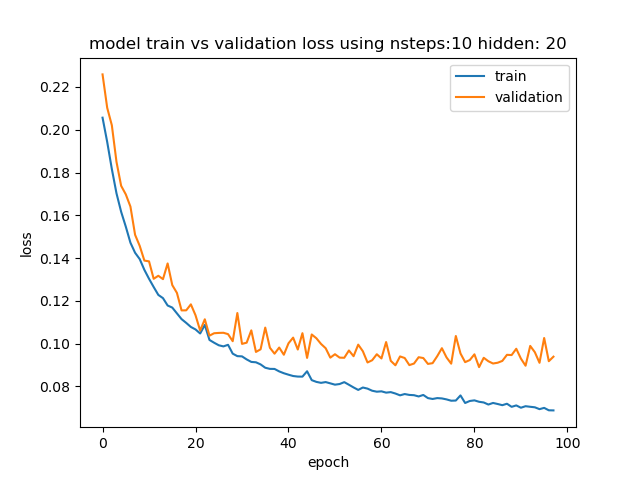 model train vs validation loss using nsteps:10 hidden: 20
train
validation
0.22
0.20
0.18
0.16
0.14
0.12
0.10
0.08
loss
0
20
40
60
80
100
epoch